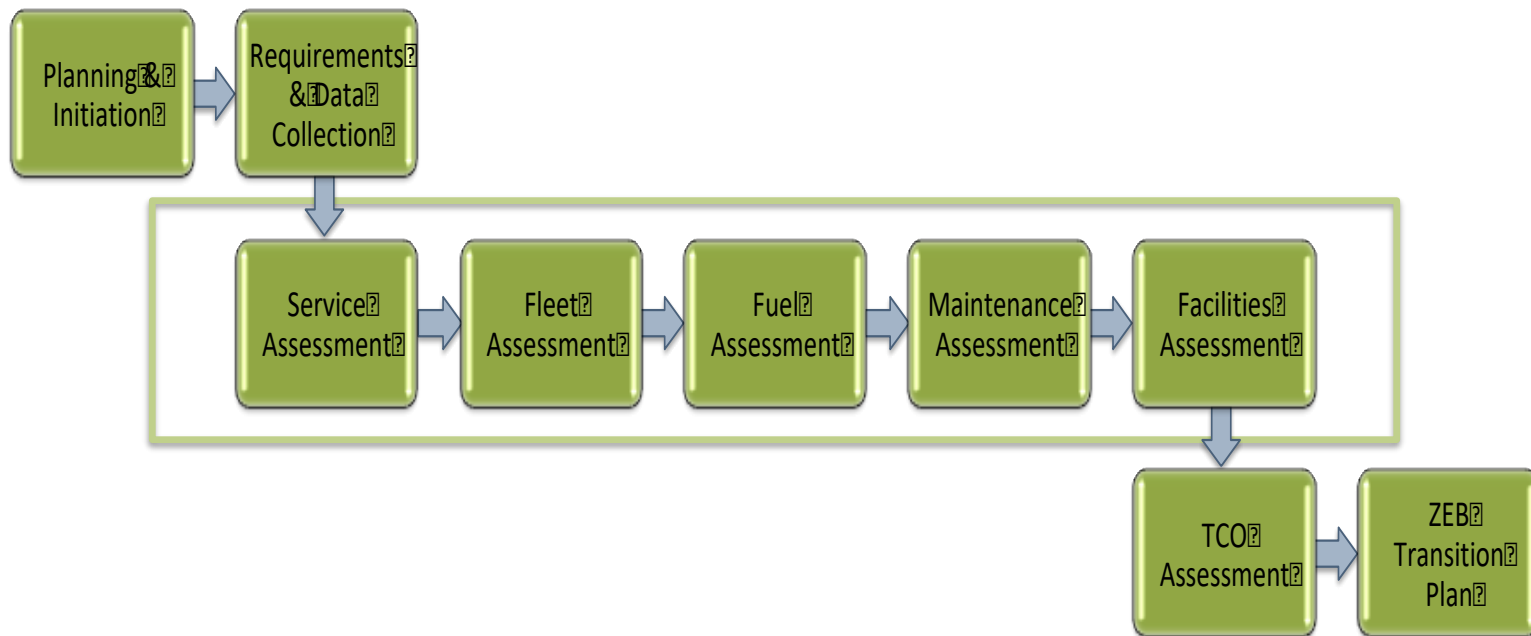 Planning & 
Initiation
Requirements
& Data
Collection
Service
Assessment
Fleet
Assessment
Fuel
Assessment
Maintenance
Assessment
Facilities
Assessment
TCO
Assessment
ZEB
Transition
Plan